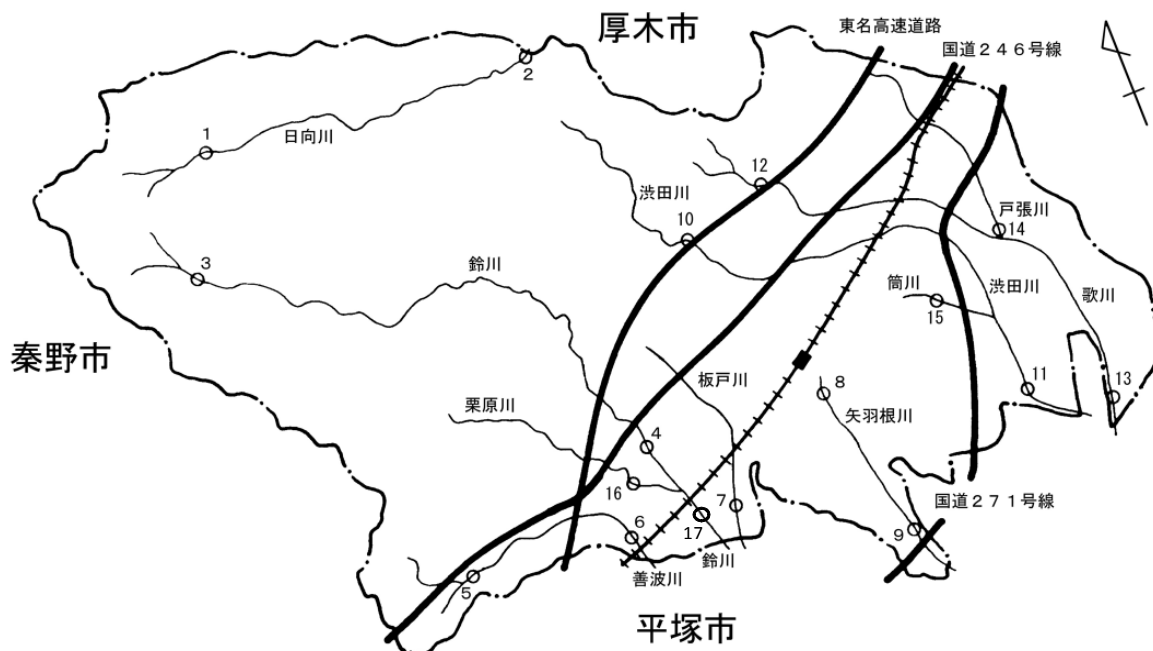 厚木市
東名高速道路
国道246号線
2
1
日向川
12
渋田川
10
戸張川
14
3
鈴川
筒川
渋田川
歌川
15
秦野市
板戸川
8
11
13
栗原川
矢羽根川
4
16
7
国道271号線
6
17
9
鈴川
5
善波川
平塚市